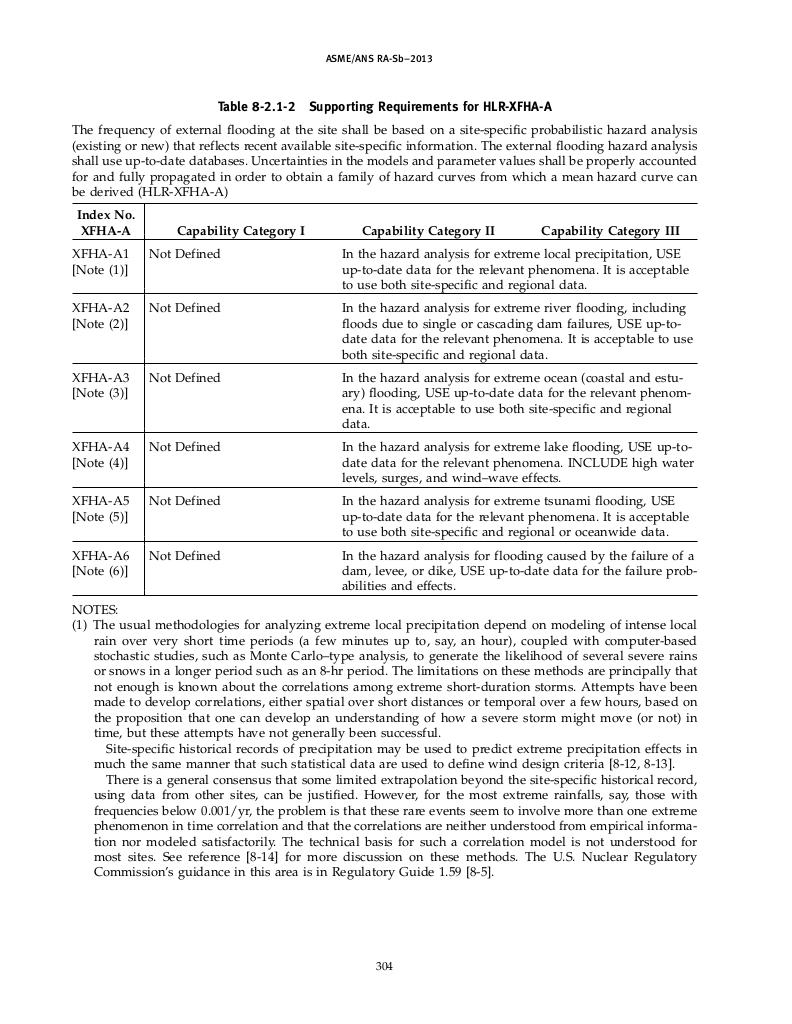 ASME/ANS RA-Sb–2013
Table 8-2.1-2 Supporting Requirements for HLR-XFHA-A
The frequency of external flooding at the site shall be based on a site-specific probabilistic hazard analysis
(existing or new) that reflects recent available site-specific information. The external flooding hazard analysis
shall use up-to-date databases. Uncertainties in the models and parameter values shall be properly accounted
for and fully propagated in order to obtain a family of hazard curves from which a mean hazard curve can
be derived (HLR-XFHA-A)
Index No.
XFHA-A Capability Category I Capability Category II Capability Category III
XFHA-A1 Not Defined In the hazard analysis for extreme local precipitation, USE
[Note (1)] up-to-date data for the relevant phenomena. It is acceptable
to use both site-specific and regional data.
XFHA-A2 Not Defined In the hazard analysis for extreme river flooding, including
[Note (2)] floods due to single or cascading dam failures, USE up-to-
date data for the relevant phenomena. It is acceptable to use
both site-specific and regional data.
XFHA-A3 Not Defined In the hazard analysis for extreme ocean (coastal and estu-
[Note (3)] ary) flooding, USE up-to-date data for the relevant phenom-
ena. It is acceptable to use both site-specific and regional
data.
XFHA-A4 Not Defined In the hazard analysis for extreme lake flooding, USE up-to-
[Note (4)] date data for the relevant phenomena. INCLUDE high water
levels, surges, and wind–wave effects.
XFHA-A5 Not Defined In the hazard analysis for extreme tsunami flooding, USE
[Note (5)] up-to-date data for the relevant phenomena. It is acceptable
to use both site-specific and regional or oceanwide data.
XFHA-A6 Not Defined In the hazard analysis for flooding caused by the failure of a
[Note (6)] dam, levee, or dike, USE up-to-date data for the failure prob-
abilities and effects.
NOTES:
(1) The usual methodologies for analyzing extreme local precipitation depend on modeling of intense local
rain over very short time periods (a few minutes up to, say, an hour), coupled with computer-based
stochastic studies, such as Monte Carlo–type analysis, to generate the likelihood of several severe rains
or snows in a longer period such as an 8-hr period. The limitations on these methods are principally that
not enough is known about the correlations among extreme short-duration storms. Attempts have been
made to develop correlations, either spatial over short distances or temporal over a few hours, based on
the proposition that one can develop an understanding of how a severe storm might move (or not) in
time, but these attempts have not generally been successful.
Site-specific historical records of precipitation may be used to predict extreme precipitation effects in
much the same manner that such statistical data are used to define wind design criteria [8-12, 8-13].
There is a general consensus that some limited extrapolation beyond the site-specific historical record,
using data from other sites, can be justified. However, for the most extreme rainfalls, say, those with
frequencies below 0.001/yr, the problem is that these rare events seem to involve more than one extreme
phenomenon in time correlation and that the correlations are neither understood from empirical informa-
tion nor modeled satisfactorily. The technical basis for such a correlation model is not understood for
most sites. See reference [8-14] for more discussion on these methods. The U.S. Nuclear Regulatory
Commission's guidance in this area is in Regulatory Guide 1.59 [8-5].
304